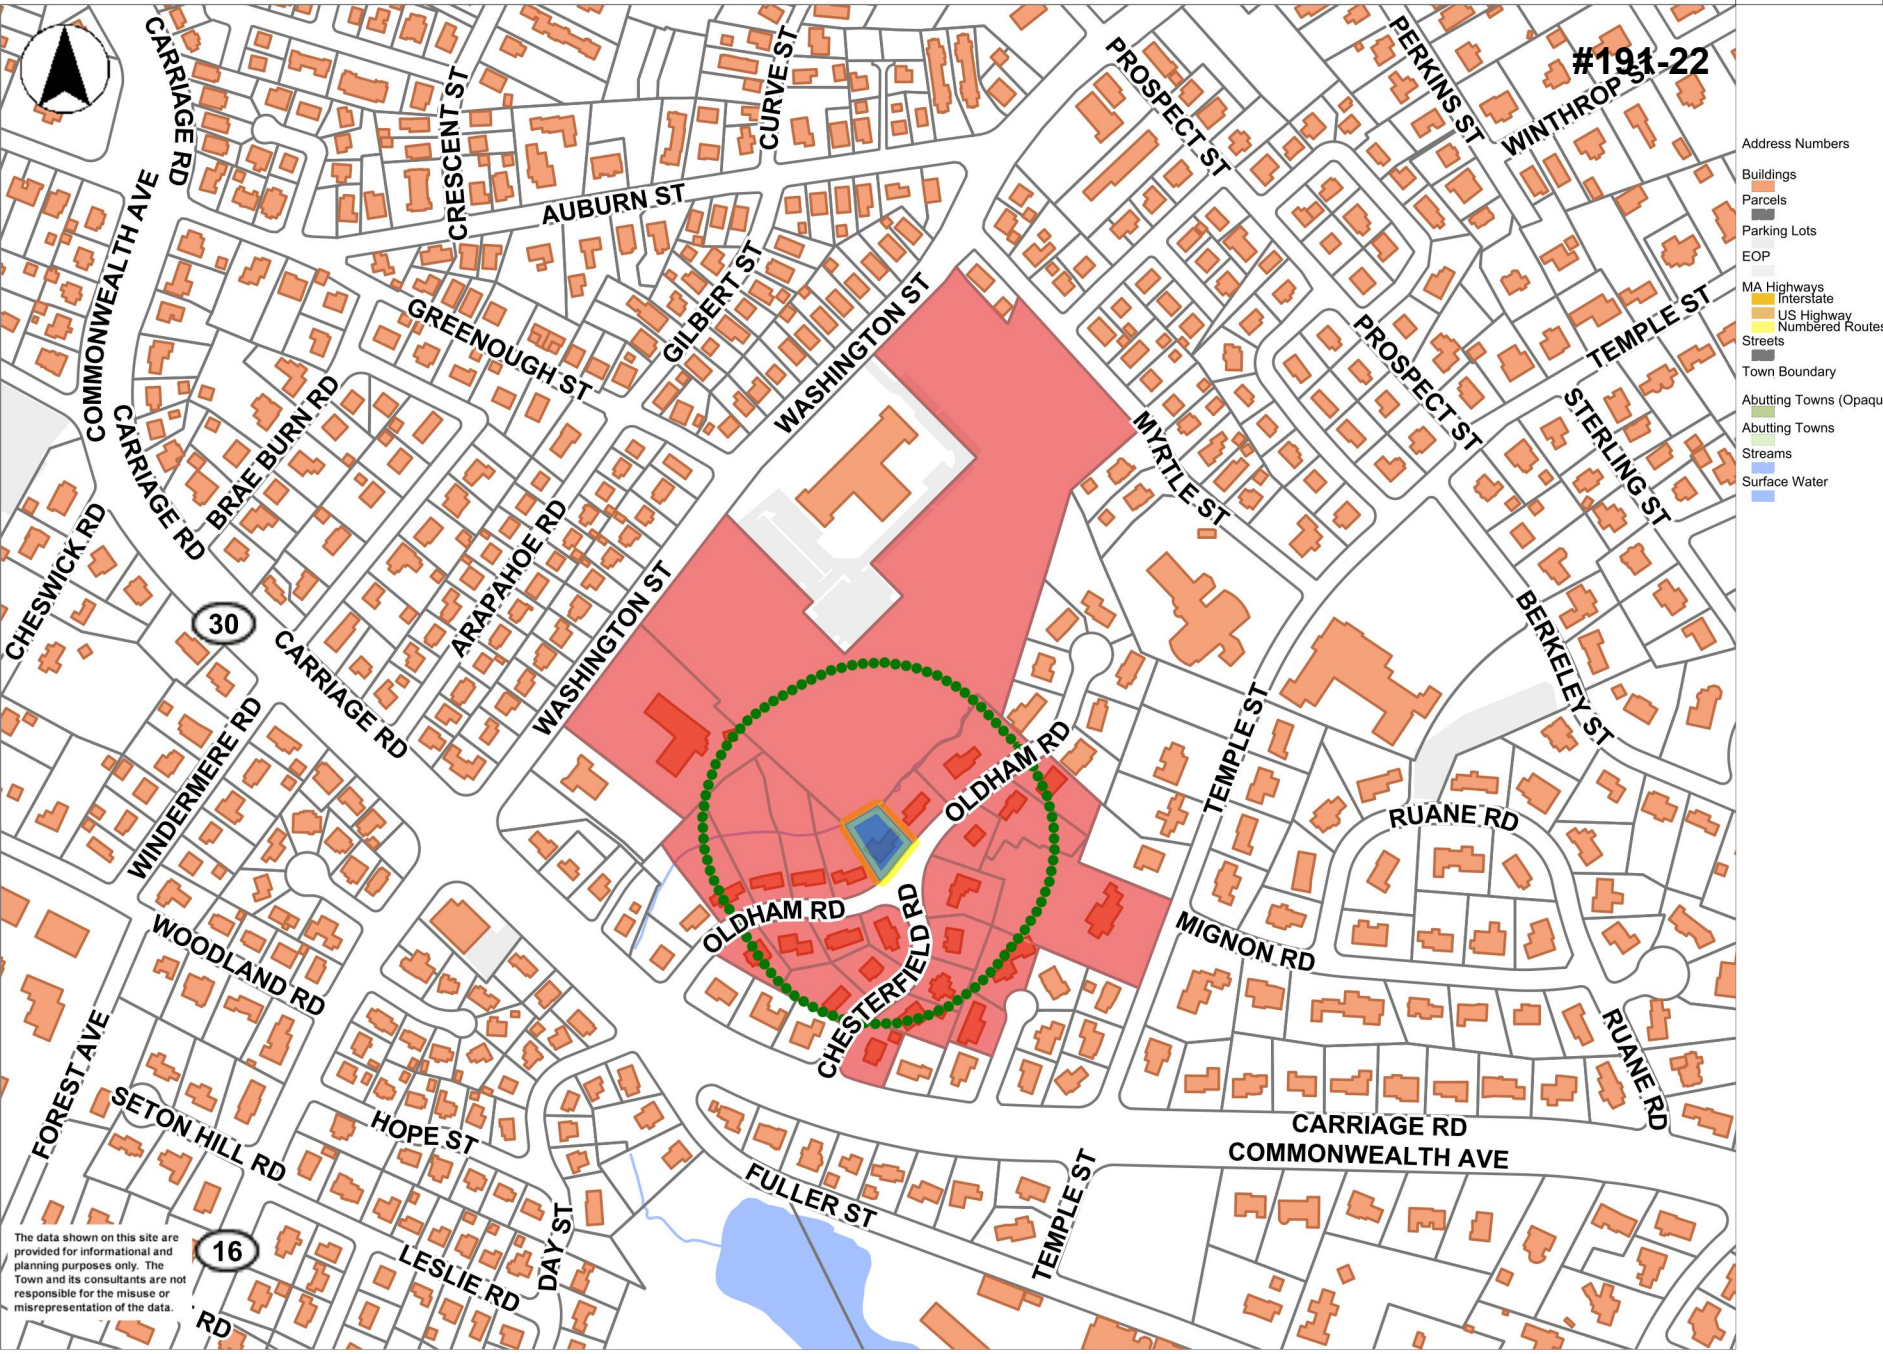 #191-22
CARRIAGE RD
CRESCENT ST
CURVE ST
PROSPECT ST
PERKINS ST
WINTHROP ST
COMMONWEALTH AVE
AUBURN ST
GILBERT ST
GREENOUGH ST
WASHINGTON ST
PROSPECT ST
TEMPLE ST
STERLING ST
MYRTLE ST
CARRIAGE RD
BRAE BURN RD
CHESWICK RD
ARAPAHOE RD
WASHINGTON ST
30
CARRIAGE RD
BERKELEY ST
WINDERMERE RD
OLDHAM RD
TEMPLE ST
RUANE RD
OLDHAM RD
CHESTERFIELD RD
MIGNON RD
WOODLAND RD
FOREST AVE
RUANE RD
SETON HILL RD
HOPE ST
CARRIAGE RD
COMMONWEALTH AVE
FULLER ST
TEMPLE ST
DAY ST
LESLIE RD
16
RD
The data shown on this site are
provided for informational and
planning purposes only. The
Town and its consultants are not
responsible for the misuse or
misrepresentation of the data.
Address Numbers
Buildings
Parcels
Parking Lots
EOP
MA Highways
Interstate
US Highway
Numbered Routes
Streets
Town Boundary
Abutting Towns (Opaqu
Abutting Towns
Streams
Surface Water